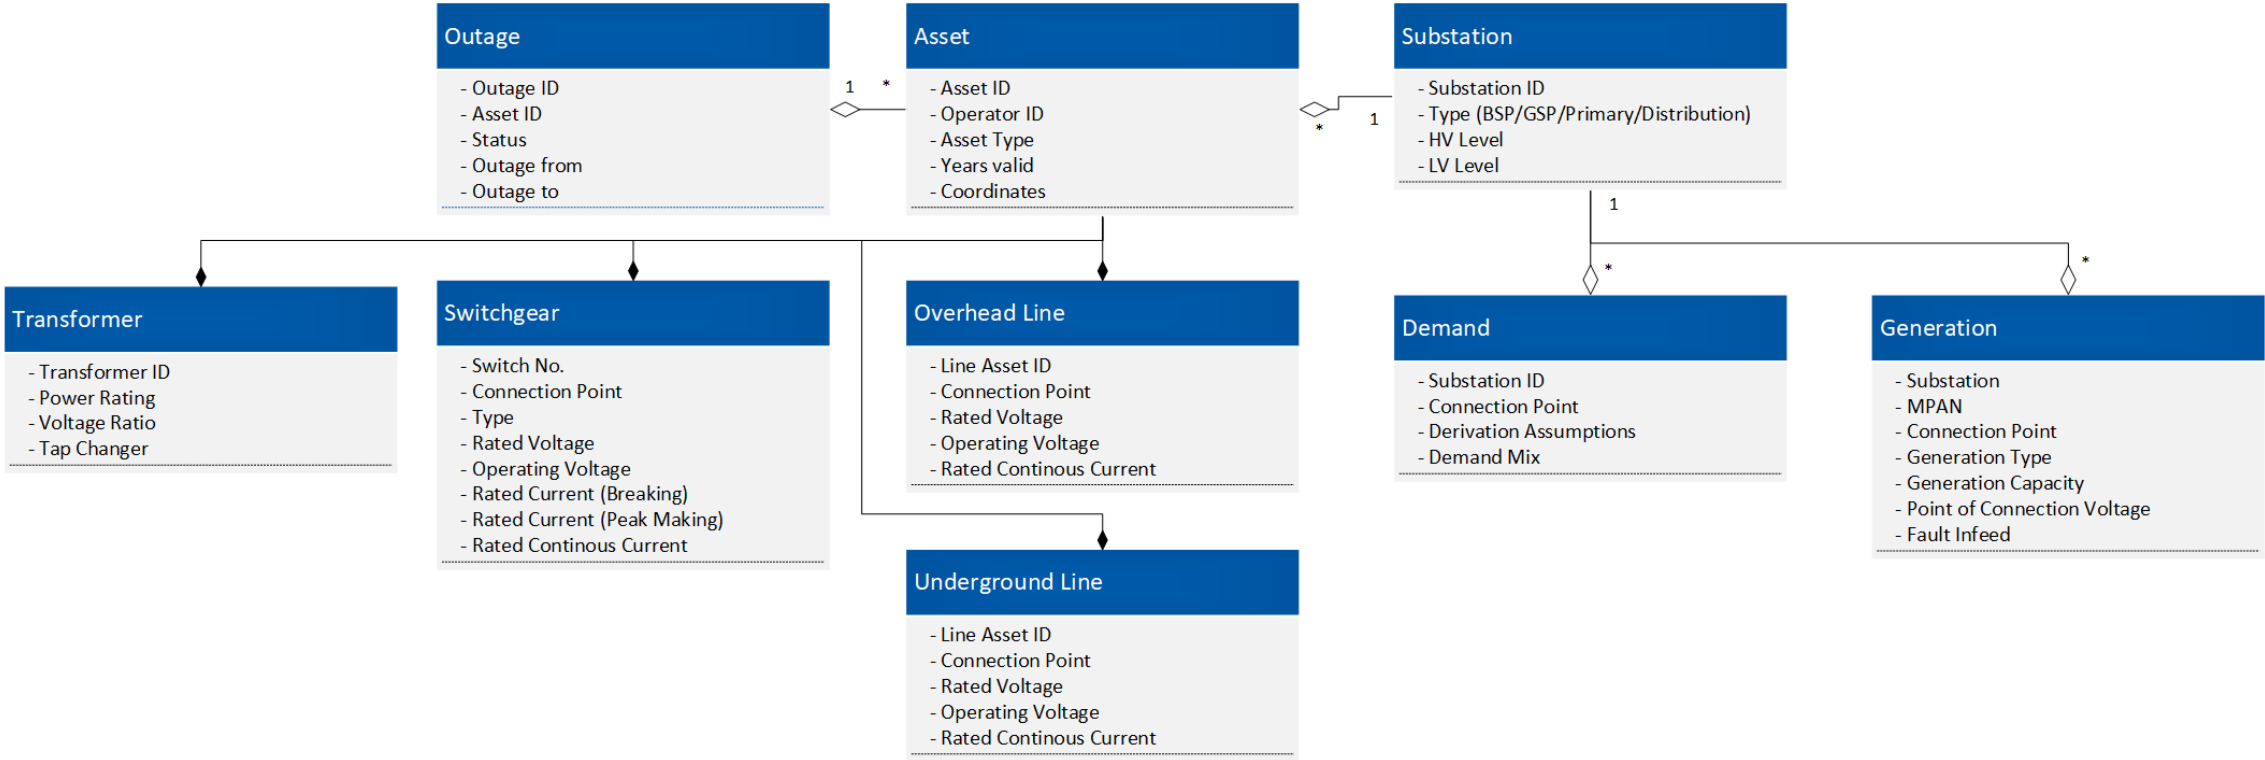 Outage
- Outage ID
- Asset ID
- Status
- Outage from
- Outage to
1
*
Asset
- Asset ID
- Operator ID
- Asset Type
- Years valid
- Coordinates
*
1
Substation
- Substation ID
- Type (BSP/GSP/Primary/Distribution)
- HV Level
- LV Level
1
*
*
Transformer
- Transformer ID
- Power Rating
- Voltage Ratio
- Tap Changer
Switchgear
- Switch No.
- Connection Point
- Type
- Rated Voltage
- Operating Voltage
- Rated Current (Breaking)
- Rated Current (Peak Making)
- Rated Continous Current
Overhead Line
- Line Asset ID
- Connection Point
- Rated Voltage
- Operating Voltage
- Rated Continous Current
Demand
- Substation ID
- Connection Point
- Derivation Assumptions
- Demand Mix
Generation
- Substation
- MPAN
- Connection Point
- Generation Type
- Generation Capacity
- Point of Connection Voltage
- Fault Infeed
Underground Line
- Line Asset ID
- Connection Point
- Rated Voltage
- Operating Voltage
- Rated Continous Current